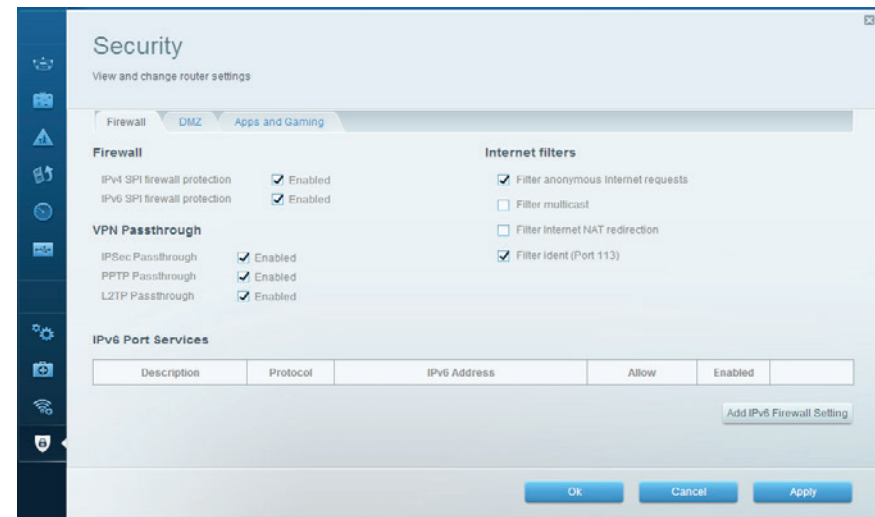 Security
View and change router settings
Firewall DMZ Apps and Gaming
Firewall
IPv4 SPI firewall protection Enabled
IPv6 SPI firewall protection Enabled
VPN Passthrough
IPSec Passthrough Enabled
PPTP Passthrough Enabled
L2TP Passthrough Enabled
Internet filters
Filter anonymous Internet requests
Filter multicast
Filter Internet NAT redirection
Filter ident (Port 113)
IPv6 Port Services
Description Protocol IPv6 Address Allow Enabled
Add IPv6 Firewall Setting
Ok Cancel Apply